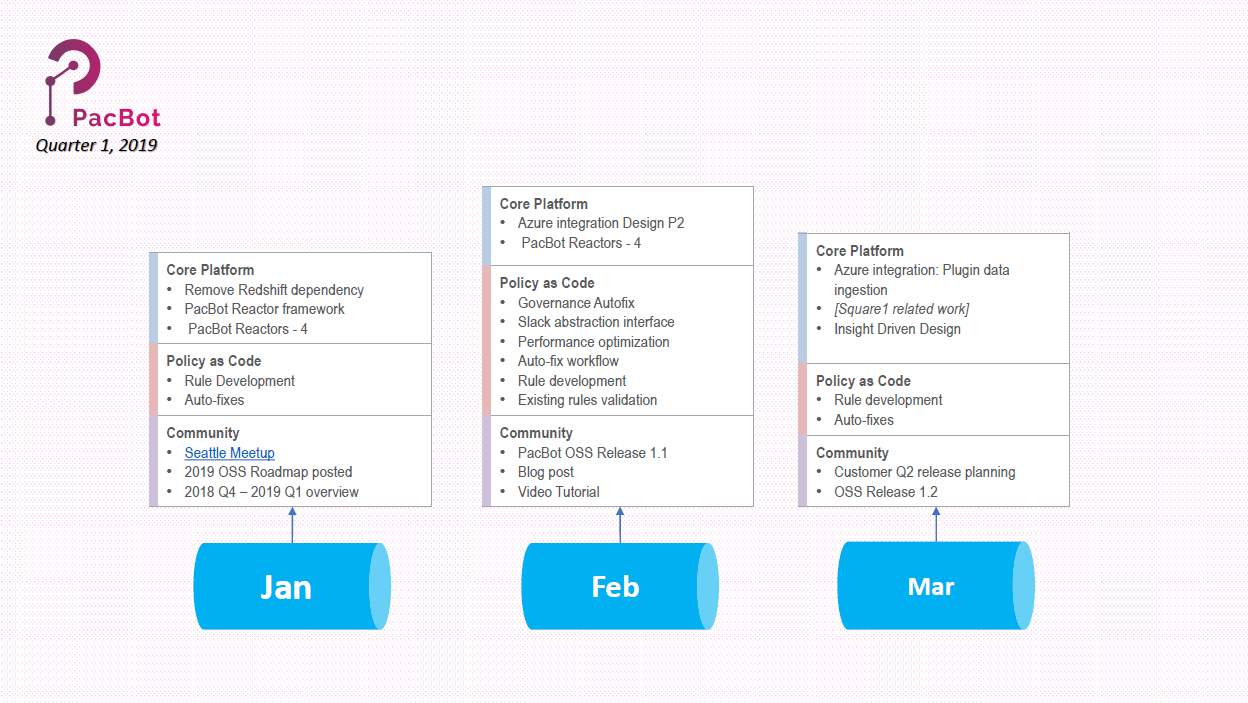 PacBot
Quarter 1, 2019
Core Platform
• Remove Redshift dependency
• PacBot Reactor framework
• PacBot Reactors - 4
Policy as Code
• Rule Development
• Auto-fixes
Community
• Seattle Meetup
• 2019 OSS Roadmap posted
• 2018 Q4 – 2019 Q1 overview
Jan
Core Platform
• Azure integration Design P2
• PacBot Reactors - 4
Policy as Code
• Governance Autofix
• Slack abstraction interface
• Performance optimization
• Auto-fix workflow
• Rule development
• Existing rules validation
Community
• PacBot OSS Release 1.1
• Blog post
• Video Tutorial
Feb
Core Platform
• Azure integration: Plugin data
ingestion
• [Square1 related work]
• Insight Driven Design
Policy as Code
• Rule development
• Auto-fixes
Community
• Customer Q2 release planning
• OSS Release 1.2
Mar